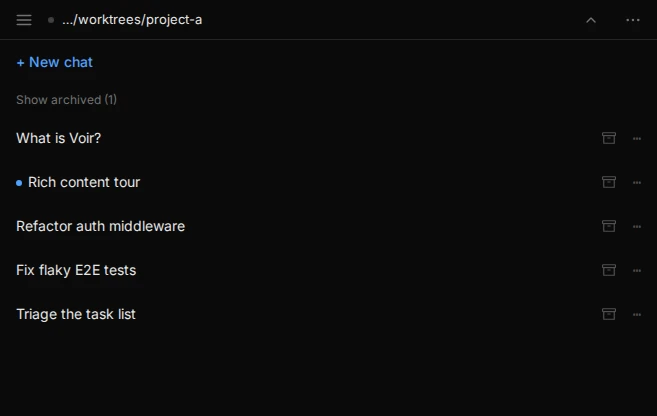 .../worktrees/project-a
+ New chat
Show archived (1)
What is Voir?
Rich content tour
Refactor auth middleware
Fix flaky E2E tests
Triage the task list